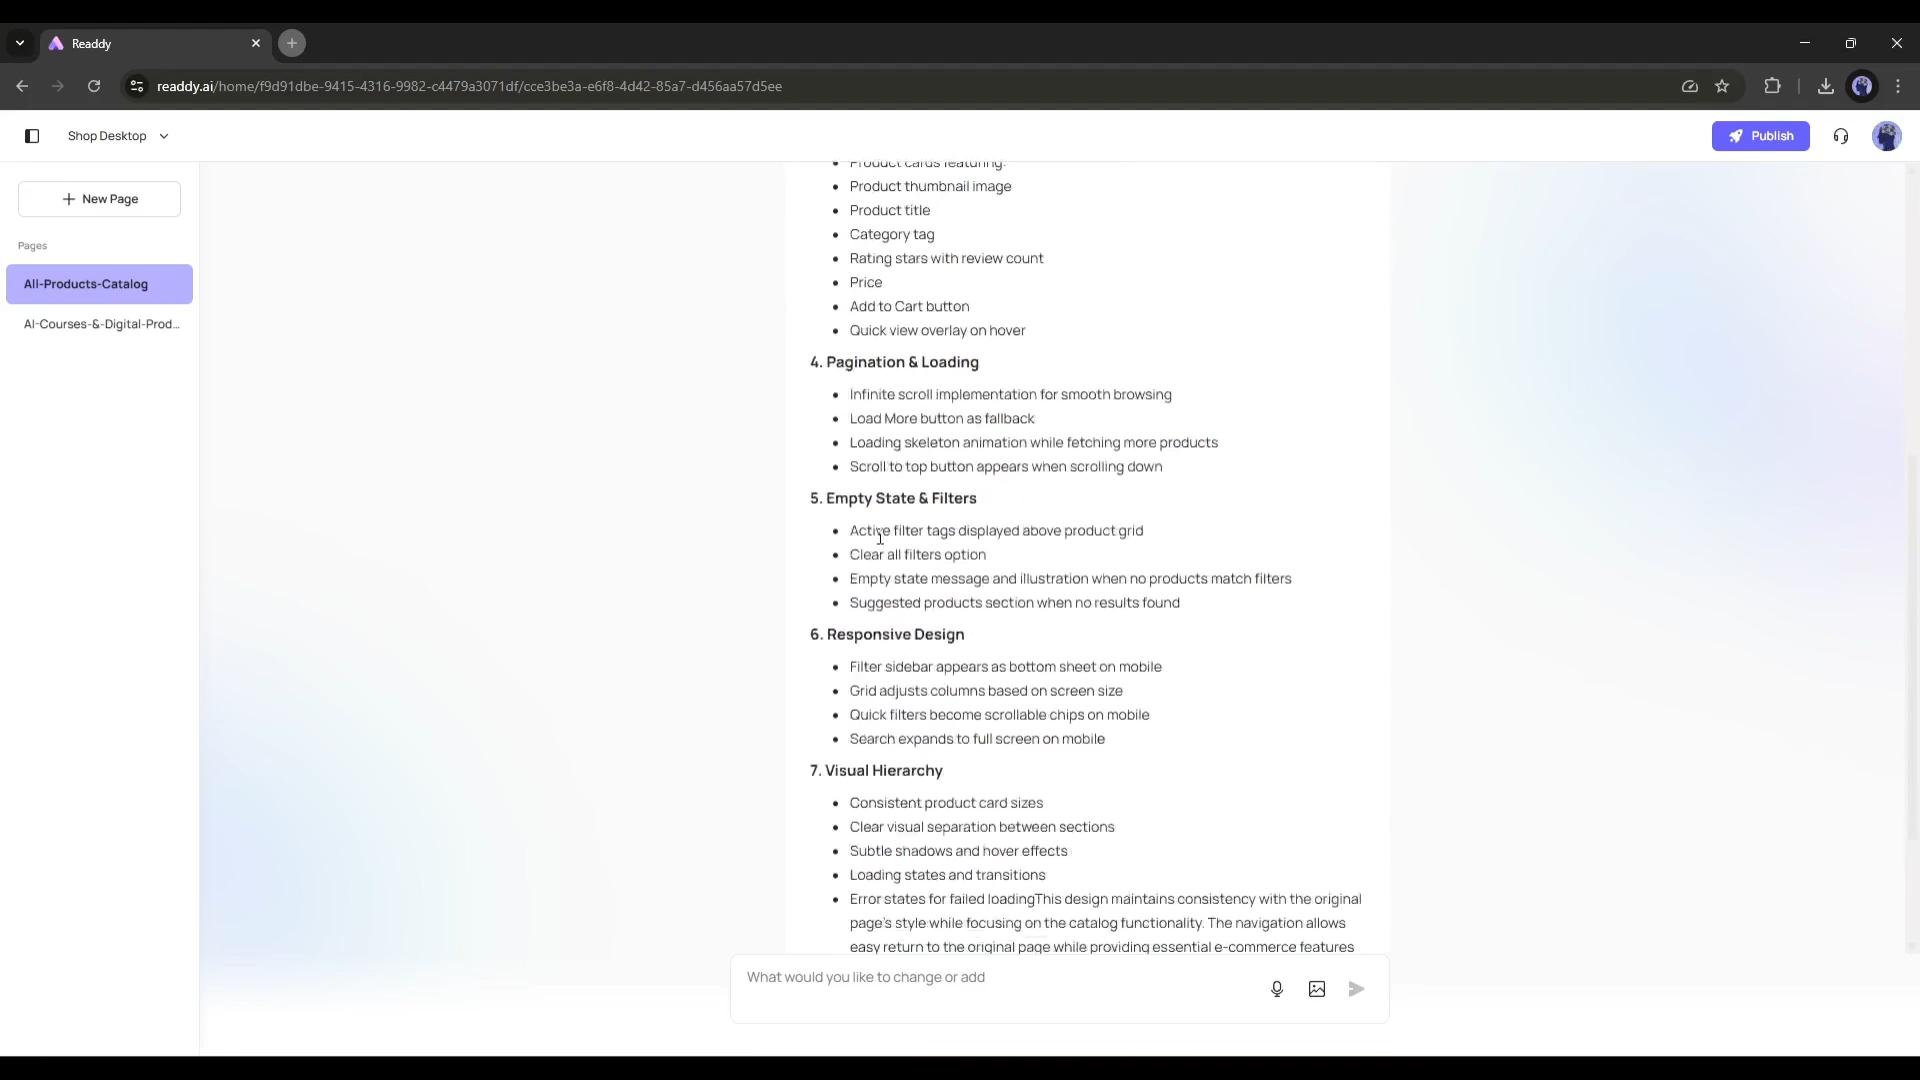 Readdy
readdy.ai/home/f9d91dbe-9415-4316-9982-c4479a3071df/cce3be3a-e6f8-4d42-85a7-d456aa57d5ee
Shop Desktop
Publish
New Page
Pages
All-Products-Catalog
AI-Courses-&-Digital-Prod...
Product cards featuring:
Product thumbnail image
Product title
Category tag
Rating stars with review count
Price
Add to Cart button
Quick view overlay on hover
4. Pagination & Loading
Infinite scroll implementation for smooth browsing
Load More button as fallback
Loading skeleton animation while fetching more products
Scroll to top button appears when scrolling down
5. Empty State & Filters
Active filter tags displayed above product grid
Clear all filters option
Empty state message and illustration when no products match filters
Suggested products section when no results found
6. Responsive Design
Filter sidebar appears as bottom sheet on mobile
Grid adjusts columns based on screen size
Quick filters become scrollable chips on mobile
Search expands to full screen on mobile
7. Visual Hierarchy
Consistent product card sizes
Clear visual separation between sections
Subtle shadows and hover effects
Loading states and transitions
Error states for failed loadingThis design maintains consistency with the original
page's style while focusing on the catalog functionality. The navigation allows
easy return to the original page while providing essential e-commerce features
What would you like to change or add